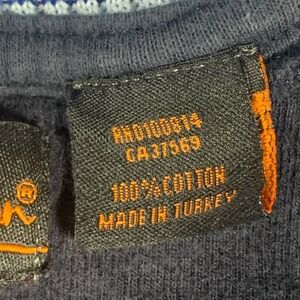 RN0100814
CA37569
100% COTTON
MADE IN TURKEY